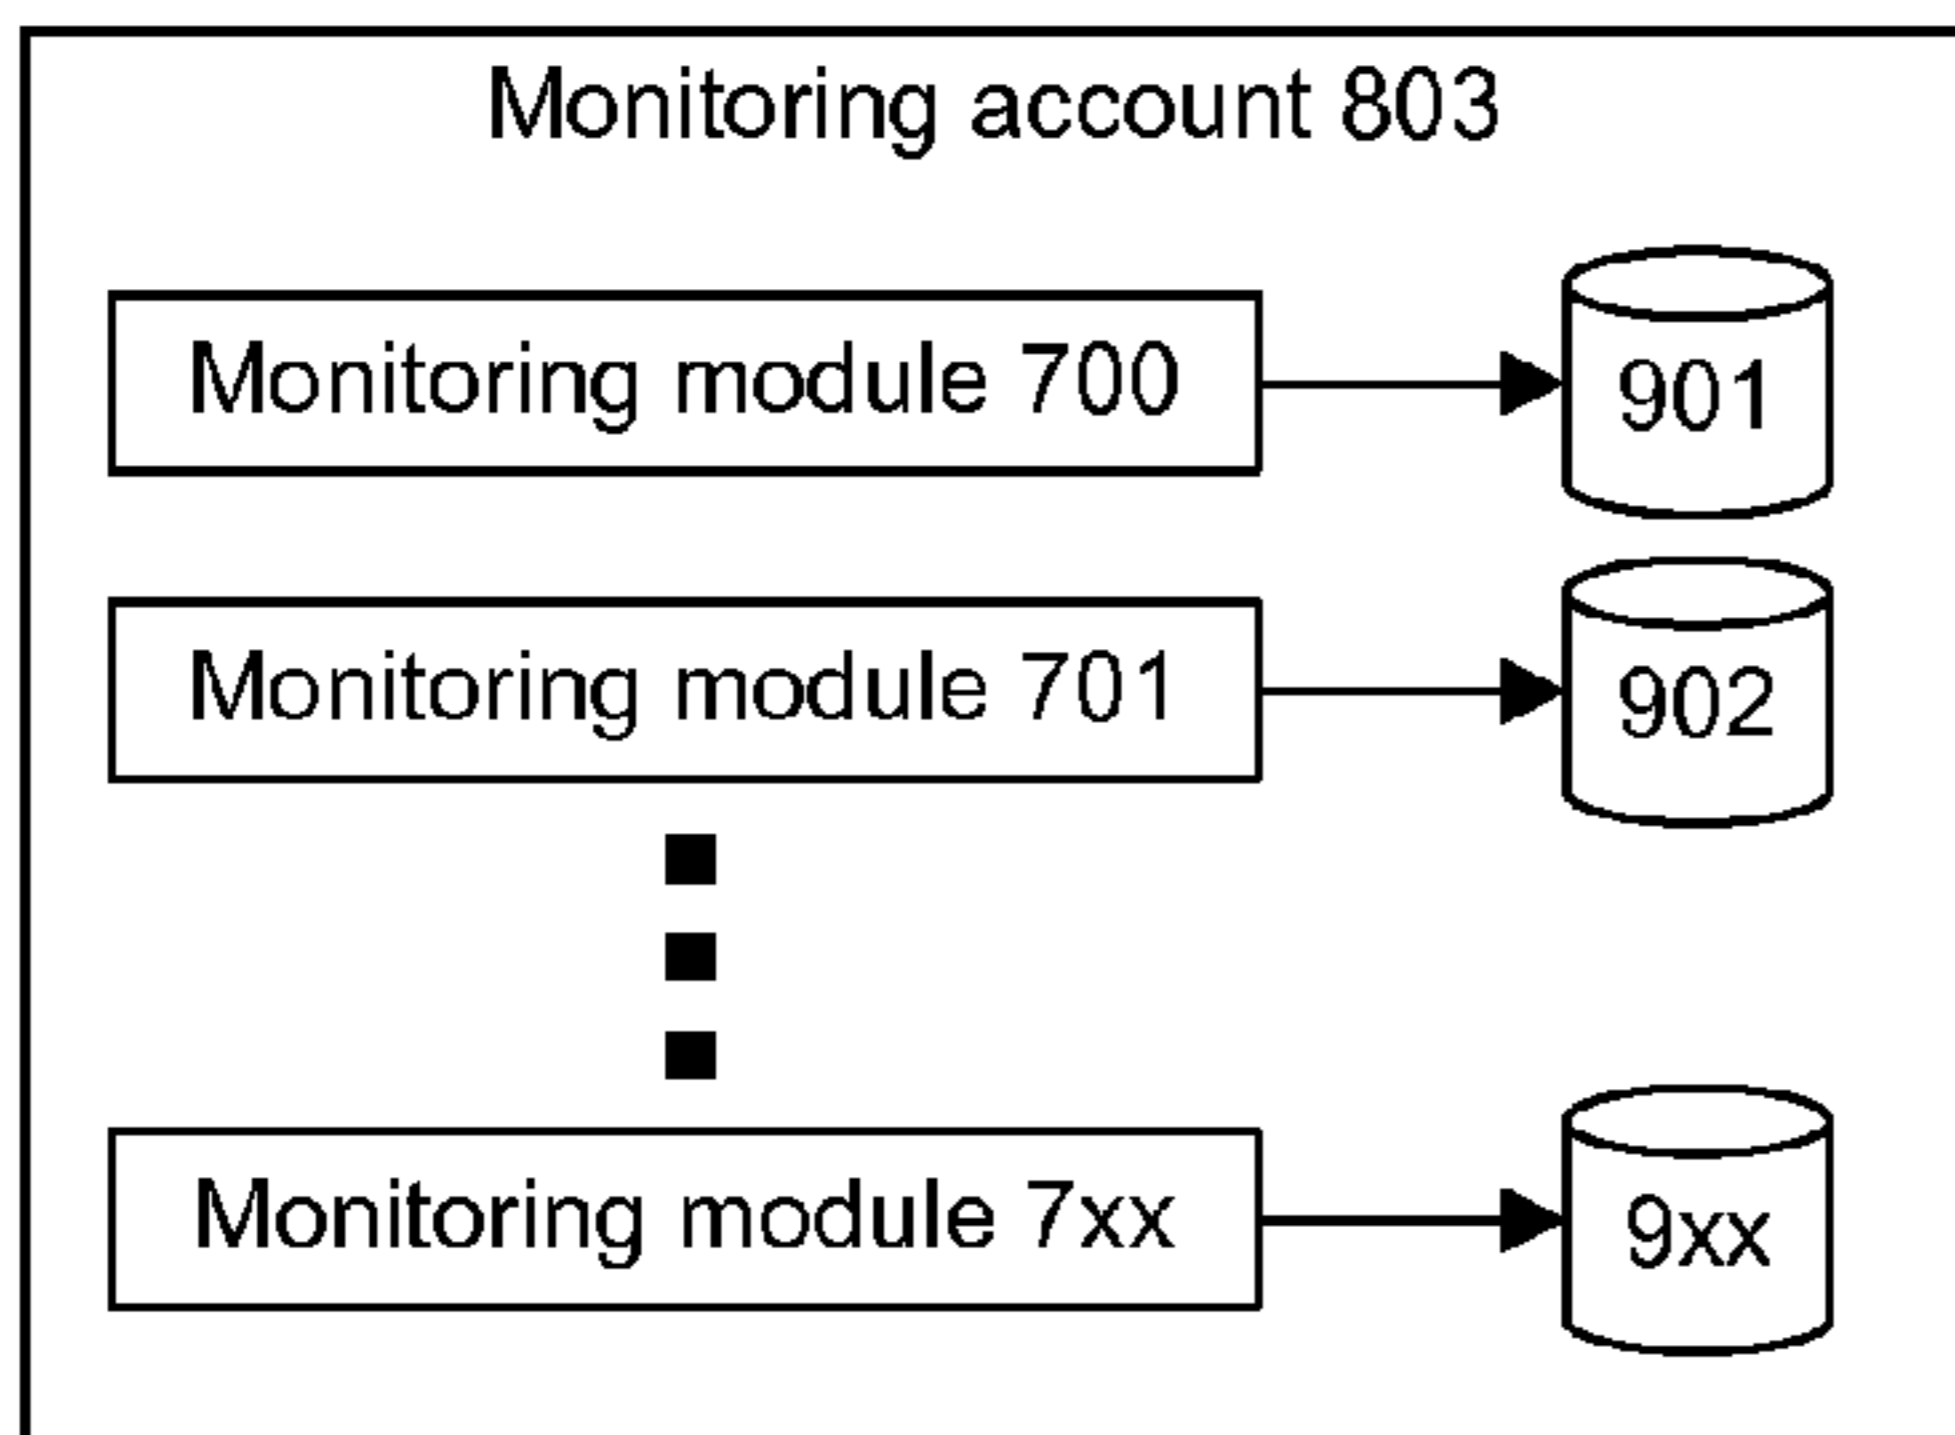 Monitoring account 803
Monitoring module 700
901
Monitoring module 701
902
Monitoring module 7xx
9xx